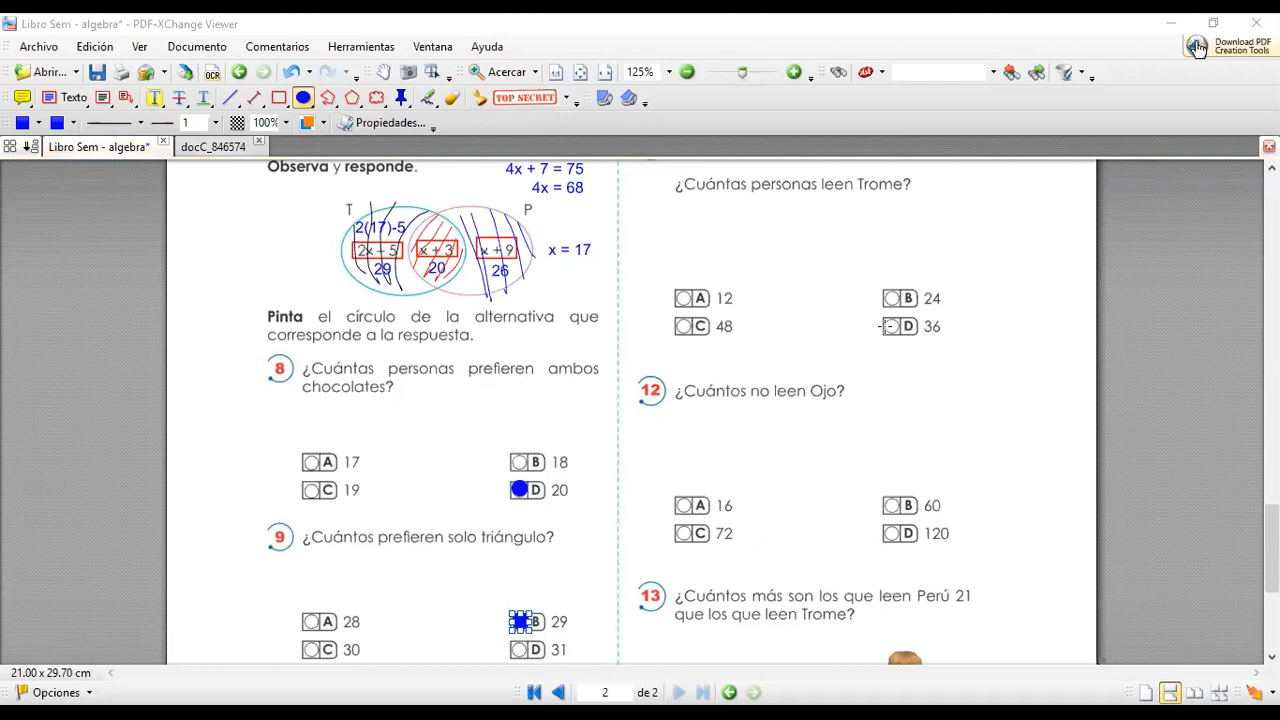 Libro Sem - algebra* - PDF-XChange Viewer
Archivo Edición Ver Documento Comentarios Herramientas Ventana Ayuda
Download PDF
Creation Tools
Abrir... OCR Acercar 125%
Texto T T T TOP SECRET
1 100% Propiedades...
Libro Sem - algebra* docC_846574
Observa y responde.
4x + 7 = 75
4x = 68
T P
2(17)-5
2x - 5 x + 3 x + 9 x = 17
29 20 26
Pinta el círculo de la alternativa que
corresponde a la respuesta.
8 ¿Cuántas personas prefieren ambos
chocolates?
A 17 B 18
C 19 D 20
9 ¿Cuántos prefieren solo triángulo?
A 28 B 29
C 30 D 31
¿Cuántas personas leen Trome?
A 12 B 24
C 48 D 36
12 ¿Cuántos no leen Ojo?
A 16 B 60
C 72 D 120
13 ¿Cuántos más son los que leen Perú 21
que los que leen Trome?
21.00 x 29.70 cm
Opciones 2 de 2